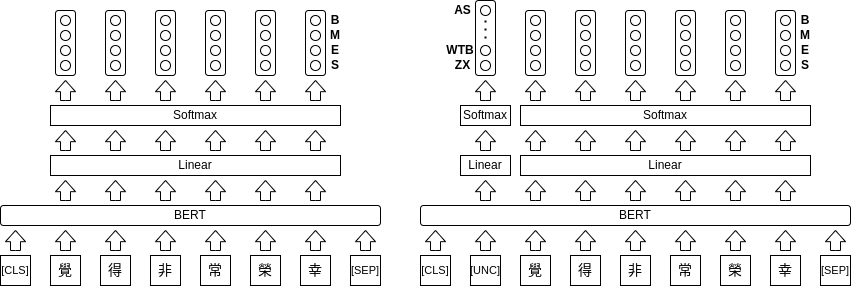 B
M
E
S
Softmax
Linear
BERT
[CLS] 覺 得 非 常 榮 幸 [SEP]
AS
WTB
ZX
B
M
E
S
Softmax Softmax
Linear Linear
BERT
[CLS] [UNC] 覺 得 非 常 榮 幸 [SEP]